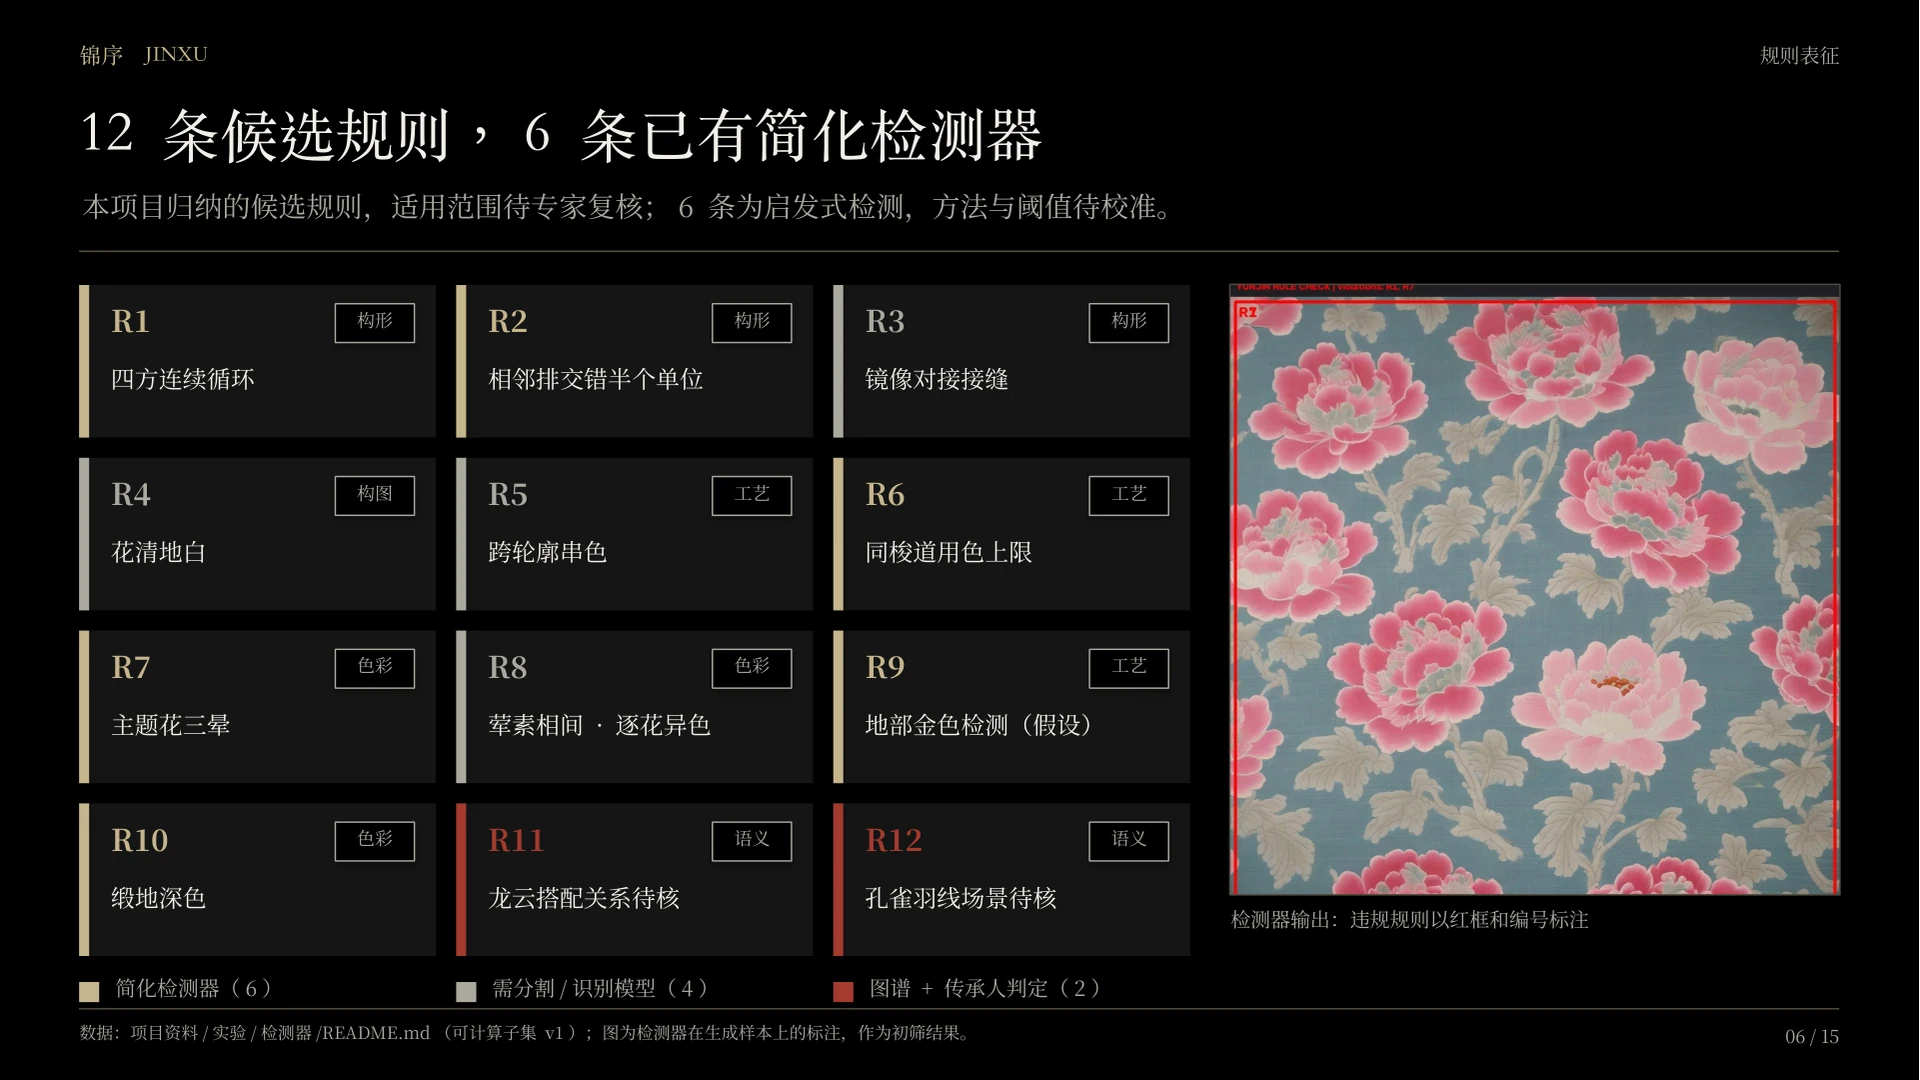 锦序 JINXU
规则表征
12 条候选规则，6 条已有简化检测器
本项目归纳的候选规则，适用范围待专家复核；6 条为启发式检测，方法与阈值待校准。
R1 构形
四方连续循环
R2 构形
相邻排交错半个单位
R3 构形
镜像对接接缝
R4 构图
花清地白
R5 工艺
跨轮廓串色
R6 工艺
同梭道用色上限
R7 色彩
主题花三晕
R8 色彩
荤素相间 · 逐花异色
R9 工艺
地部金色检测（假设）
R10 色彩
缎地深色
R11 语义
龙云搭配关系待核
R12 语义
孔雀羽线场景待核
YUNJIN RULE CHECK | violations: R1, R7
检测器输出：违规规则以红框和编号标注
简化检测器（6）
需分割/识别模型（4）
图谱 + 传承人判定（2）
数据：项目资料/实验/检测器/README.md（可计算子集 v1）；图为检测器在生成样本上的标注，作为初筛结果。
06 / 15